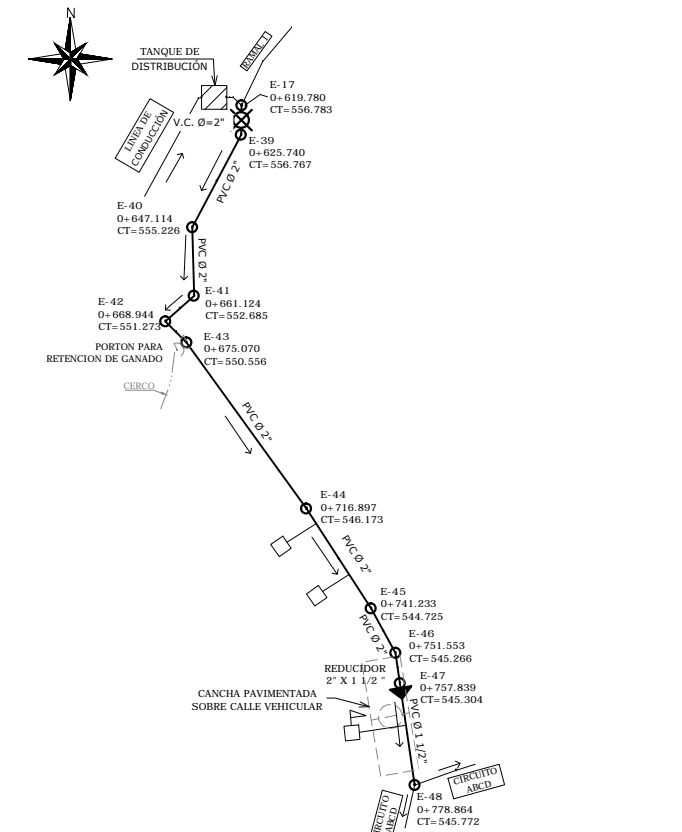 N
RAMAL 1
TANQUE DE
DISTRIBUCIÓN
E-17
0+619.780
CT=556.783
LINEA DE
CONDUCCIÓN
V.C. Ø=2"
E-39
0+625.740
CT=556.767
PVC Ø 2"
E-40
0+647.114
CT=555.226
PVC Ø 2"
E-41
0+661.124
CT=552.685
E-42
0+668.944
CT=551.273
E-43
0+675.070
CT=550.556
PORTON PARA
RETENCION DE GANADO
CERCO
PVC Ø 2"
E-44
0+716.897
CT=546.173
PVC Ø 2"
E-45
0+741.233
CT=544.725
PVC Ø 2"
E-46
0+751.553
CT=545.266
REDUCIDOR
2" X 1 1/2 "
E-47
0+757.839
CT=545.304
CANCHA PAVIMENTADA
SOBRE CALLE VEHICULAR
PVC Ø 1 1/2"
CIRCUITO
ABCD
E-48
0+778.864
CT=545.772
RCUITO
ABCD